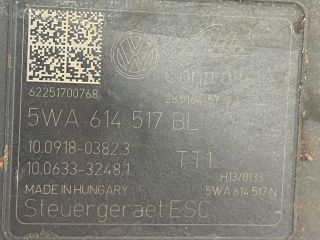 62251700768
5WA 614 517 BL
10.0918-0382.3
TT1
10.0633-3248.1
H13/0133
MADE IN HUNGARY
5WA 614 517 N
Steuergeraet ESC